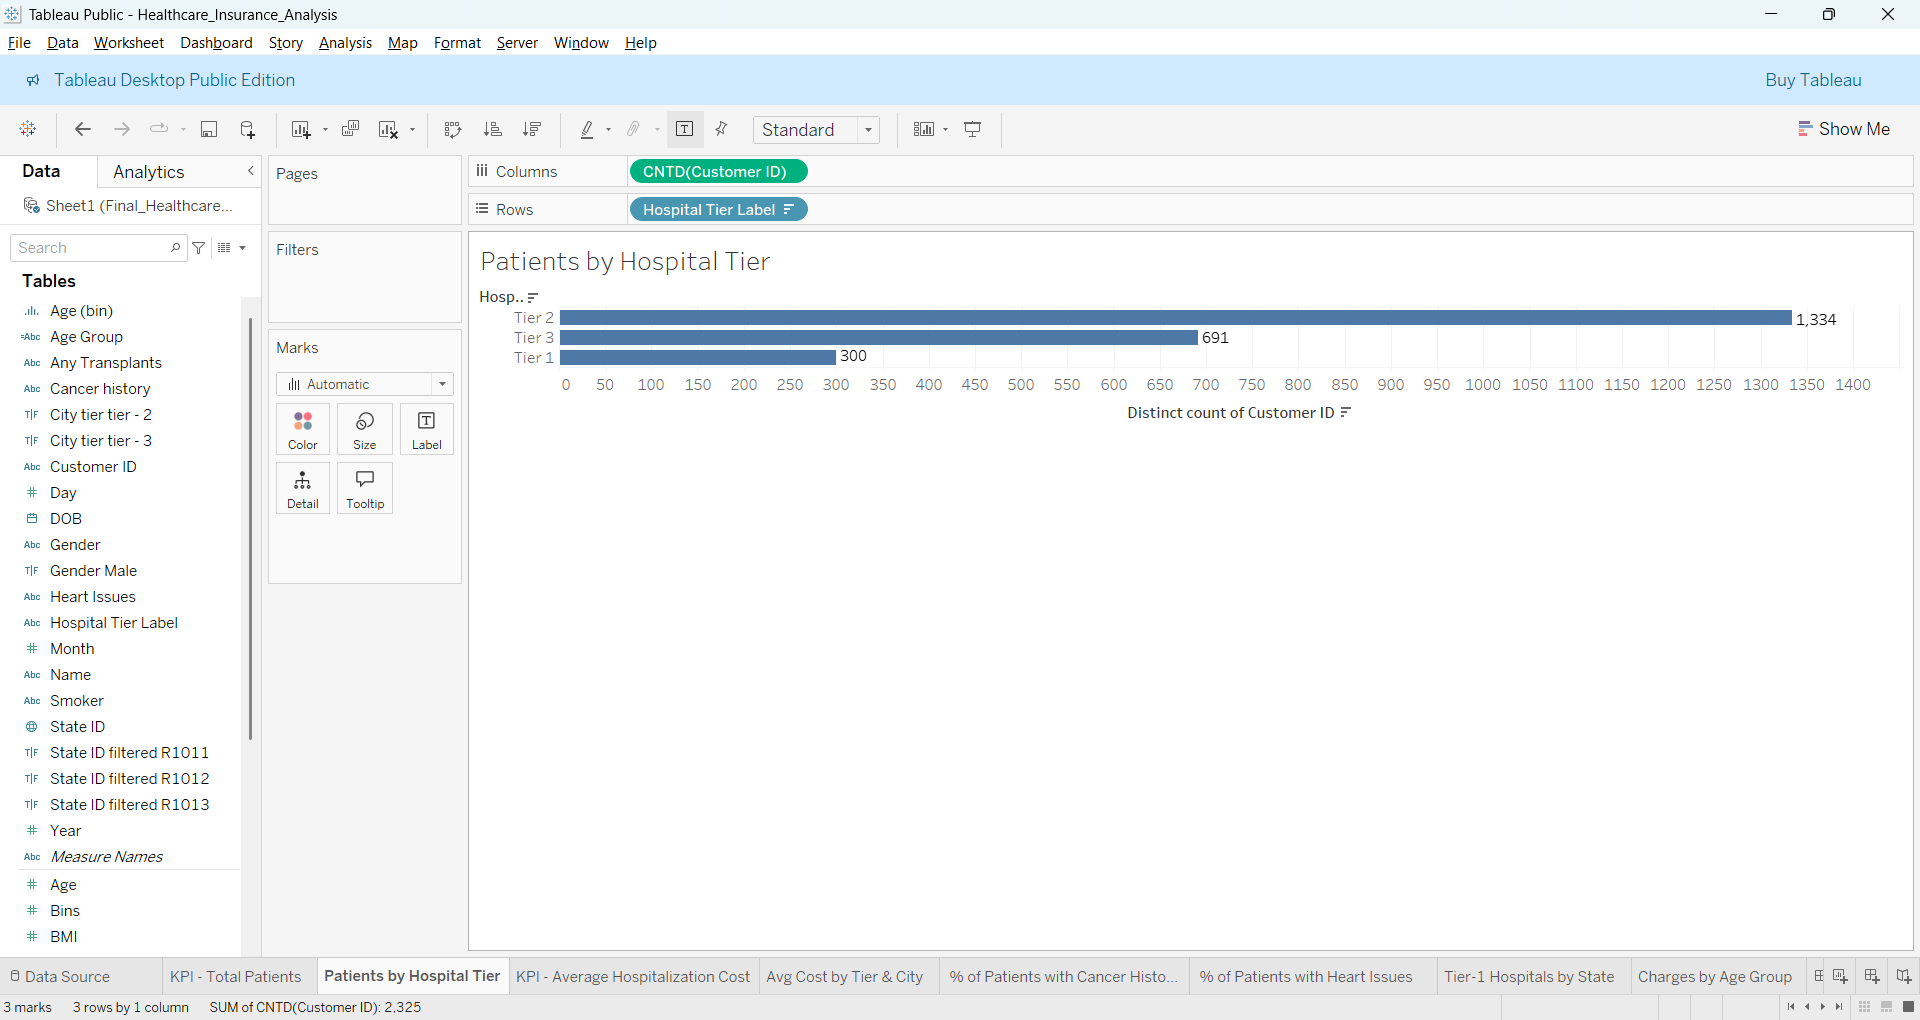 Tableau Public - Healthcare_Insurance_Analysis
File Data Worksheet Dashboard Story Analysis Map Format Server Window Help
Tableau Desktop Public Edition
Buy Tableau
Standard
Show Me
Data
Analytics
Sheet1 (Final_Healthcare...
Search
Tables
Age (bin)
=Abc Age Group
Abc Any Transplants
Abc Cancer history
T|F City tier tier - 2
T|F City tier tier - 3
Abc Customer ID
# Day
DOB
Abc Gender
T|F Gender Male
Abc Heart Issues
Abc Hospital Tier Label
# Month
Abc Name
Abc Smoker
State ID
T|F State ID filtered R1011
T|F State ID filtered R1012
T|F State ID filtered R1013
# Year
Abc Measure Names
# Age
# Bins
# BMI
Pages
Filters
Marks
Automatic
Color Size Label
Detail Tooltip
Columns CNTD(Customer ID)
Rows Hospital Tier Label
Patients by Hospital Tier
Hosp..
Tier 2 1,334
Tier 3 691
Tier 1 300
0 50 100 150 200 250 300 350 400 450 500 550 600 650 700 750 800 850 900 950 1000 1050 1100 1150 1200 1250 1300 1350 1400
Distinct count of Customer ID
Data Source KPI - Total Patients Patients by Hospital Tier KPI - Average Hospitalization Cost Avg Cost by Tier & City % of Patients with Cancer Histo... % of Patients with Heart Issues Tier-1 Hospitals by State Charges by Age Group
3 marks 3 rows by 1 column SUM of CNTD(Customer ID): 2,325